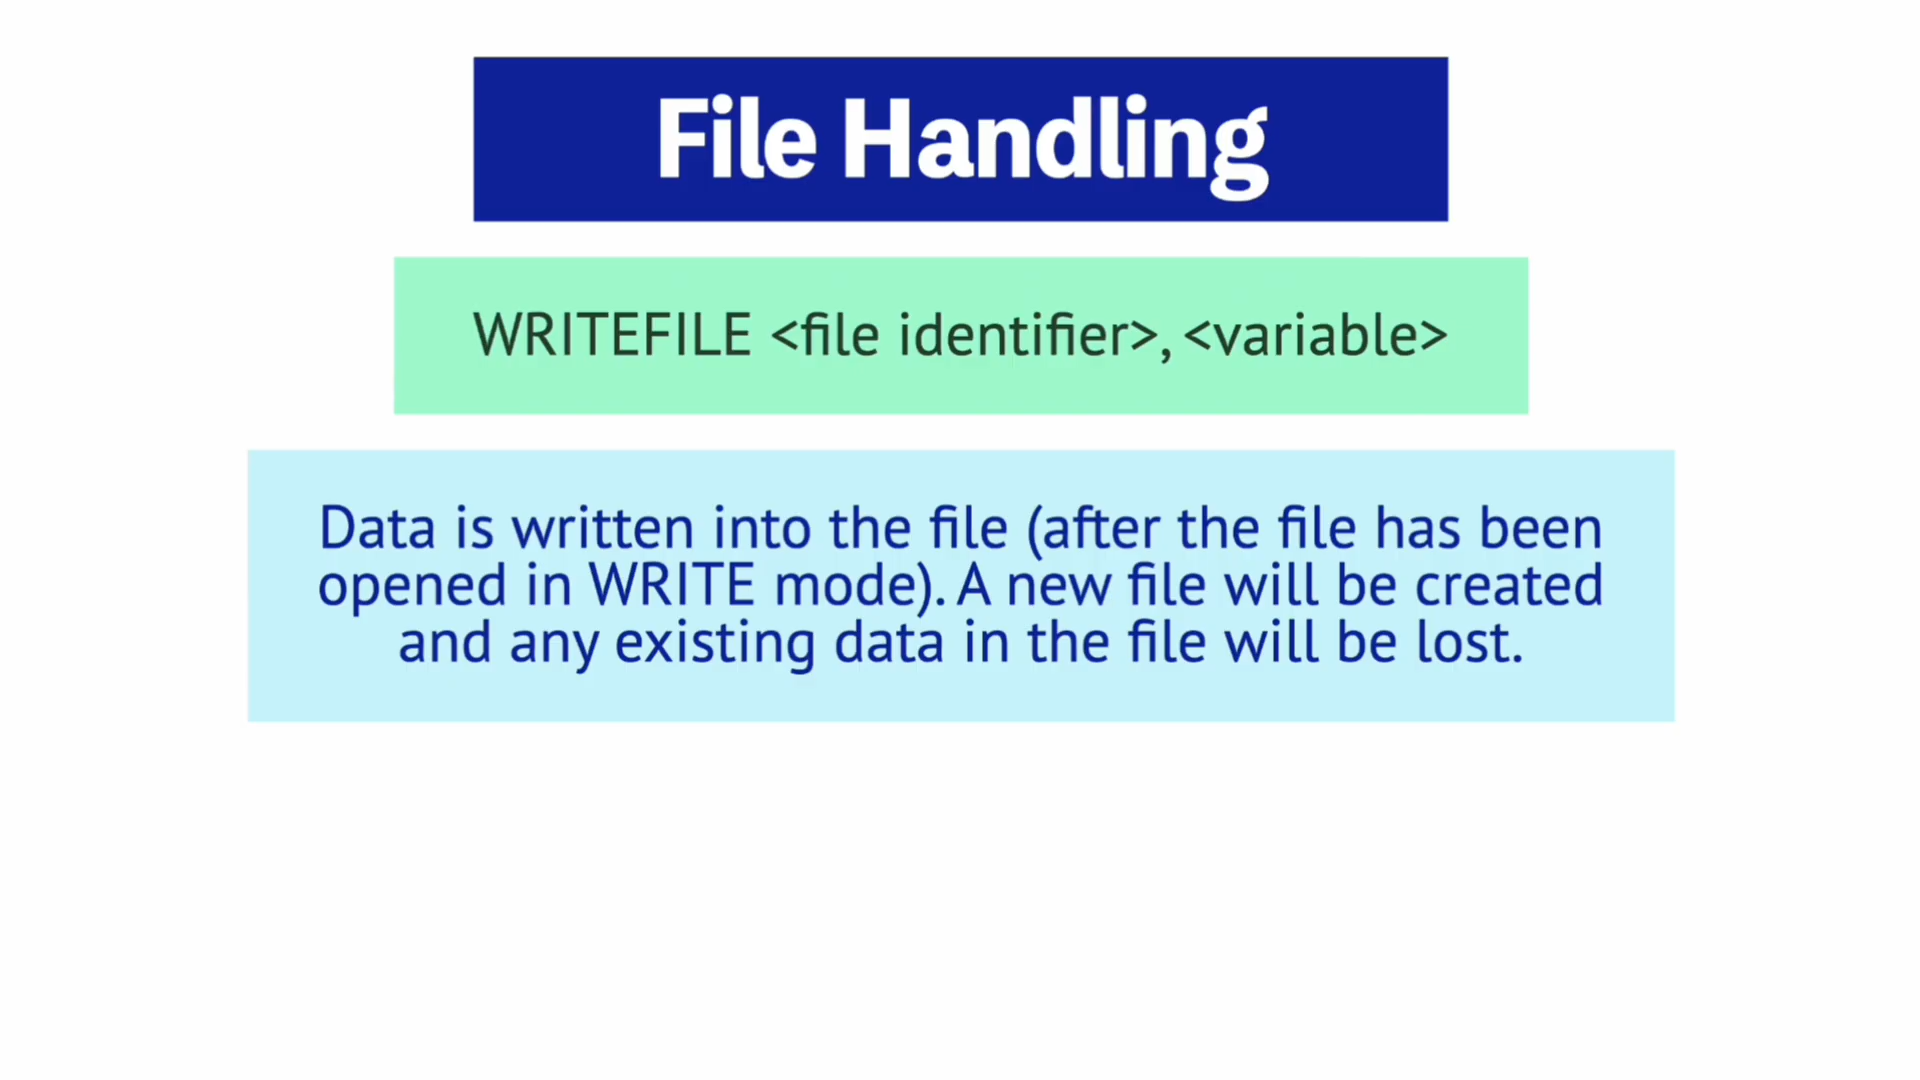 File Handling
WRITEFILE <file identifier>, <variable>
Data is written into the file (after the file has been
opened in WRITE mode). A new file will be created
and any existing data in the file will be lost.